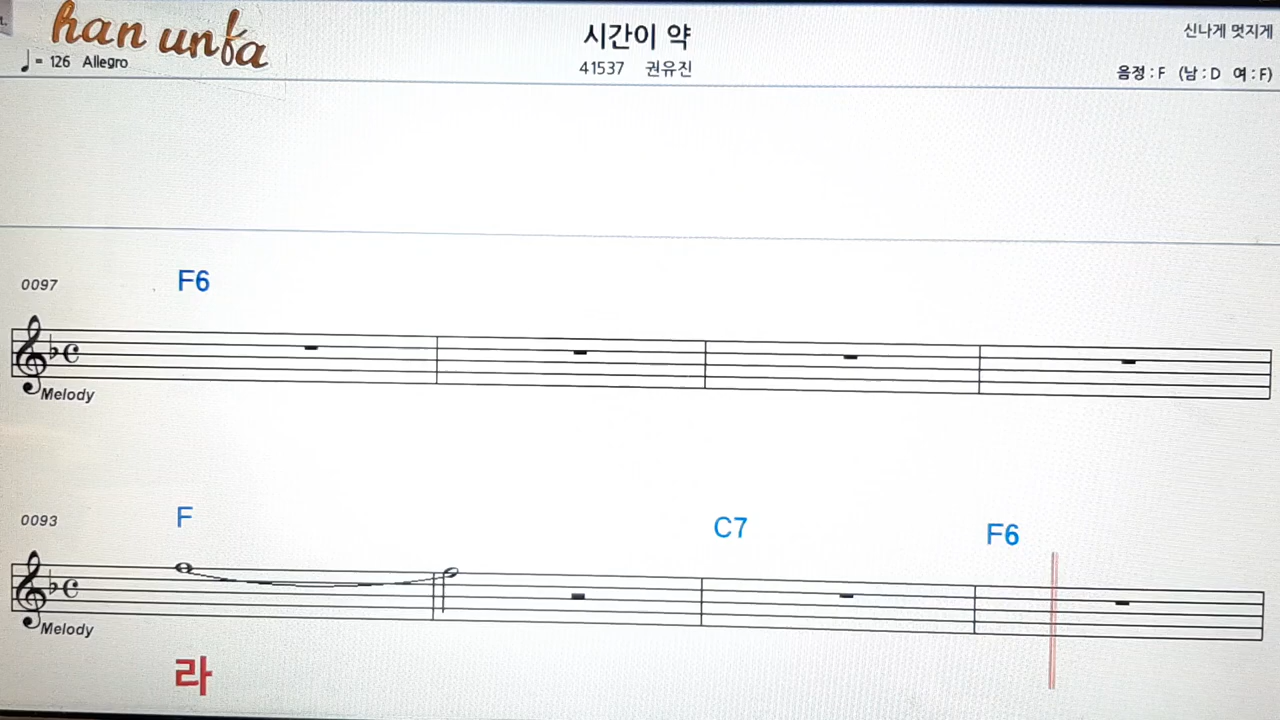 t.
han unfa
♩= 126 Allegro
시간이 약
41537 권유진
신나게 멋지게
음정 : F (남 : D 여 : F)
0097
F6
Melody
0093
F
C7
F6
Melody
라